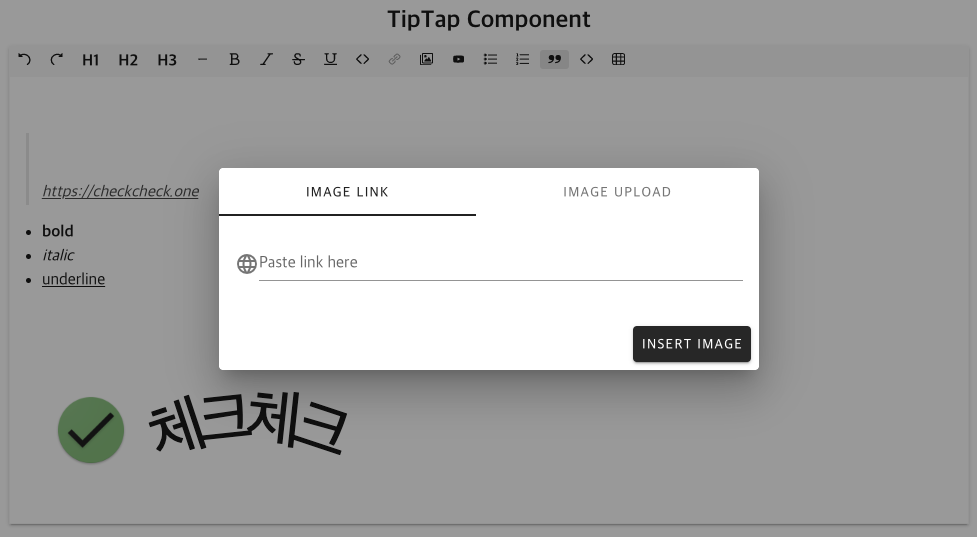 TipTap Component
H1 H2 H3
https://checkcheck.one
bold
italic
underline
IMAGE LINK IMAGE UPLOAD
Paste link here
INSERT IMAGE
체크체크